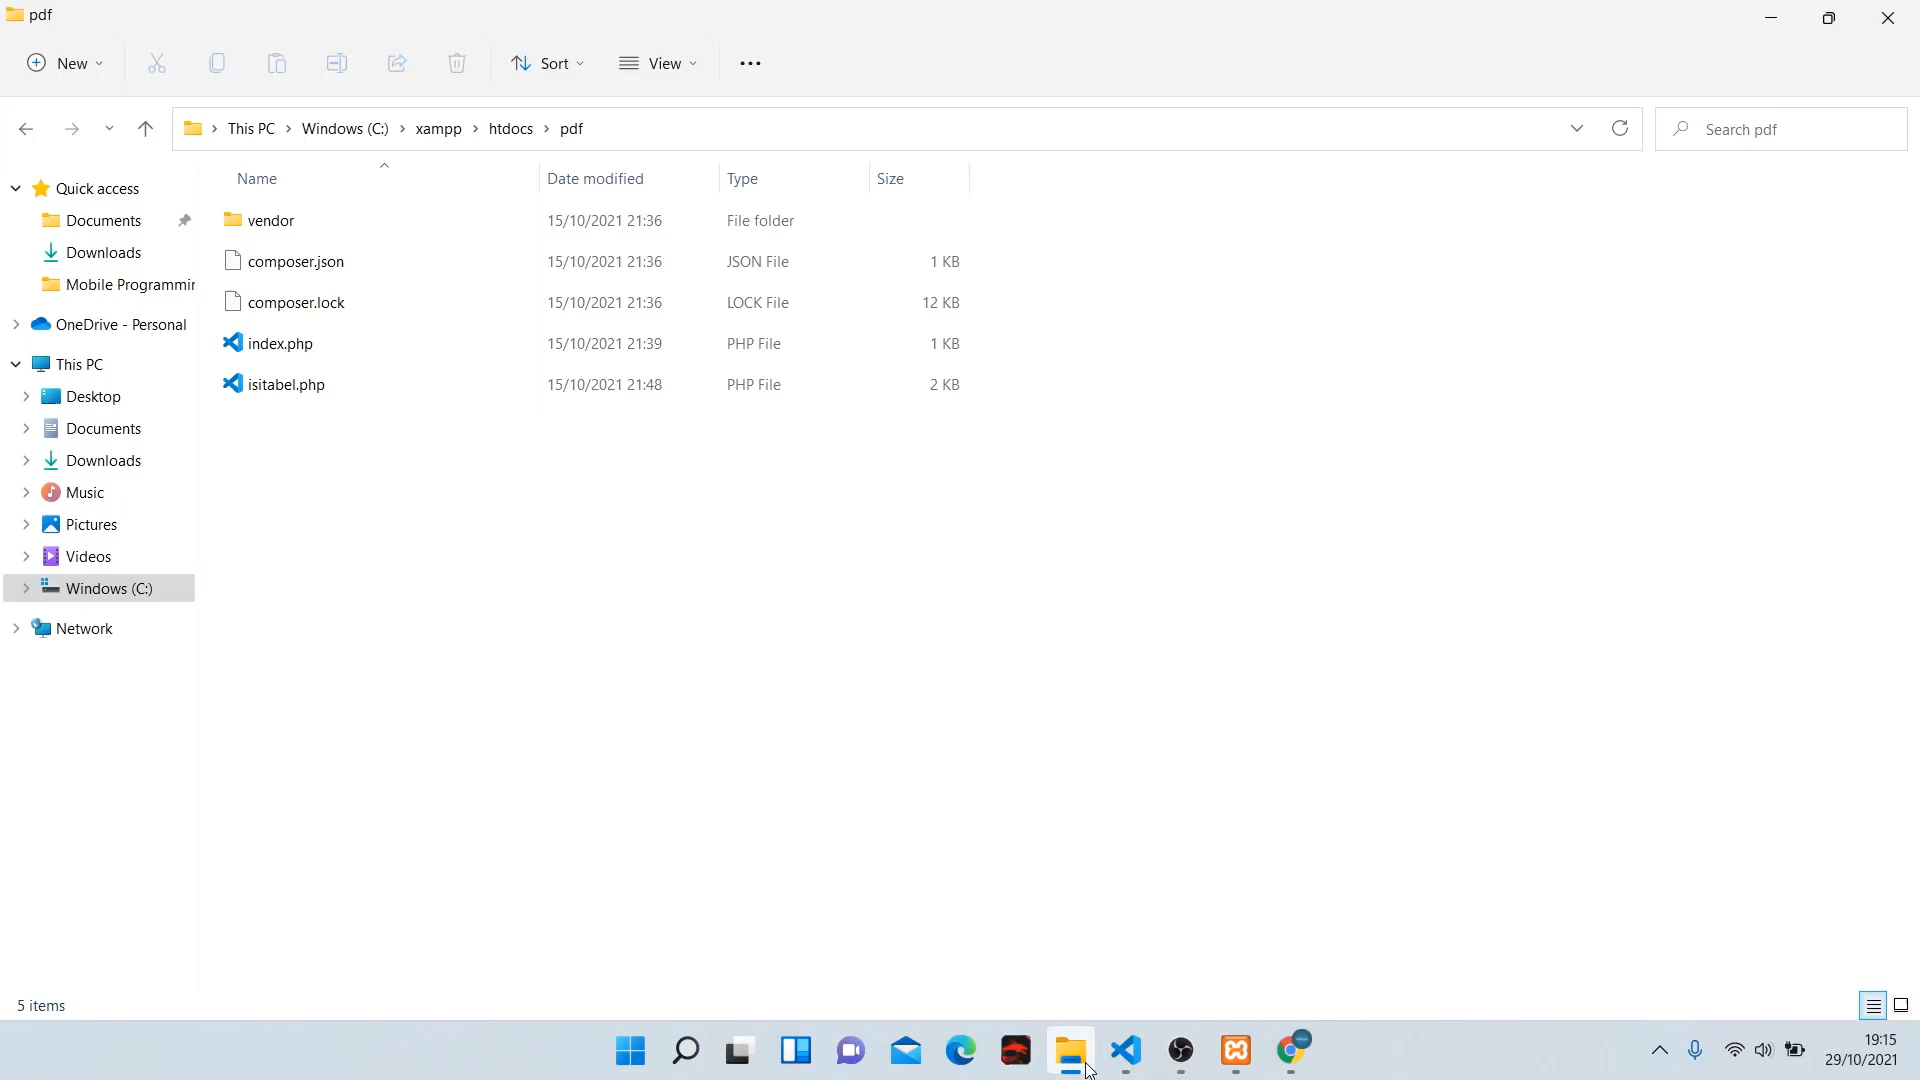 pdf
New
Sort
View
This PC
Windows (C:)
xampp
htdocs
pdf
Search pdf
Name
Date modified
Type
Size
Quick access
Documents
Downloads
Mobile Programmin
OneDrive - Personal
This PC
Desktop
Documents
Downloads
Music
Pictures
Videos
Windows (C:)
Network
vendor 15/10/2021 21:36 File folder
composer.json 15/10/2021 21:36 JSON File 1 KB
composer.lock 15/10/2021 21:36 LOCK File 12 KB
index.php 15/10/2021 21:39 PHP File 1 KB
isitabel.php 15/10/2021 21:48 PHP File 2 KB
5 items
19:15
29/10/2021